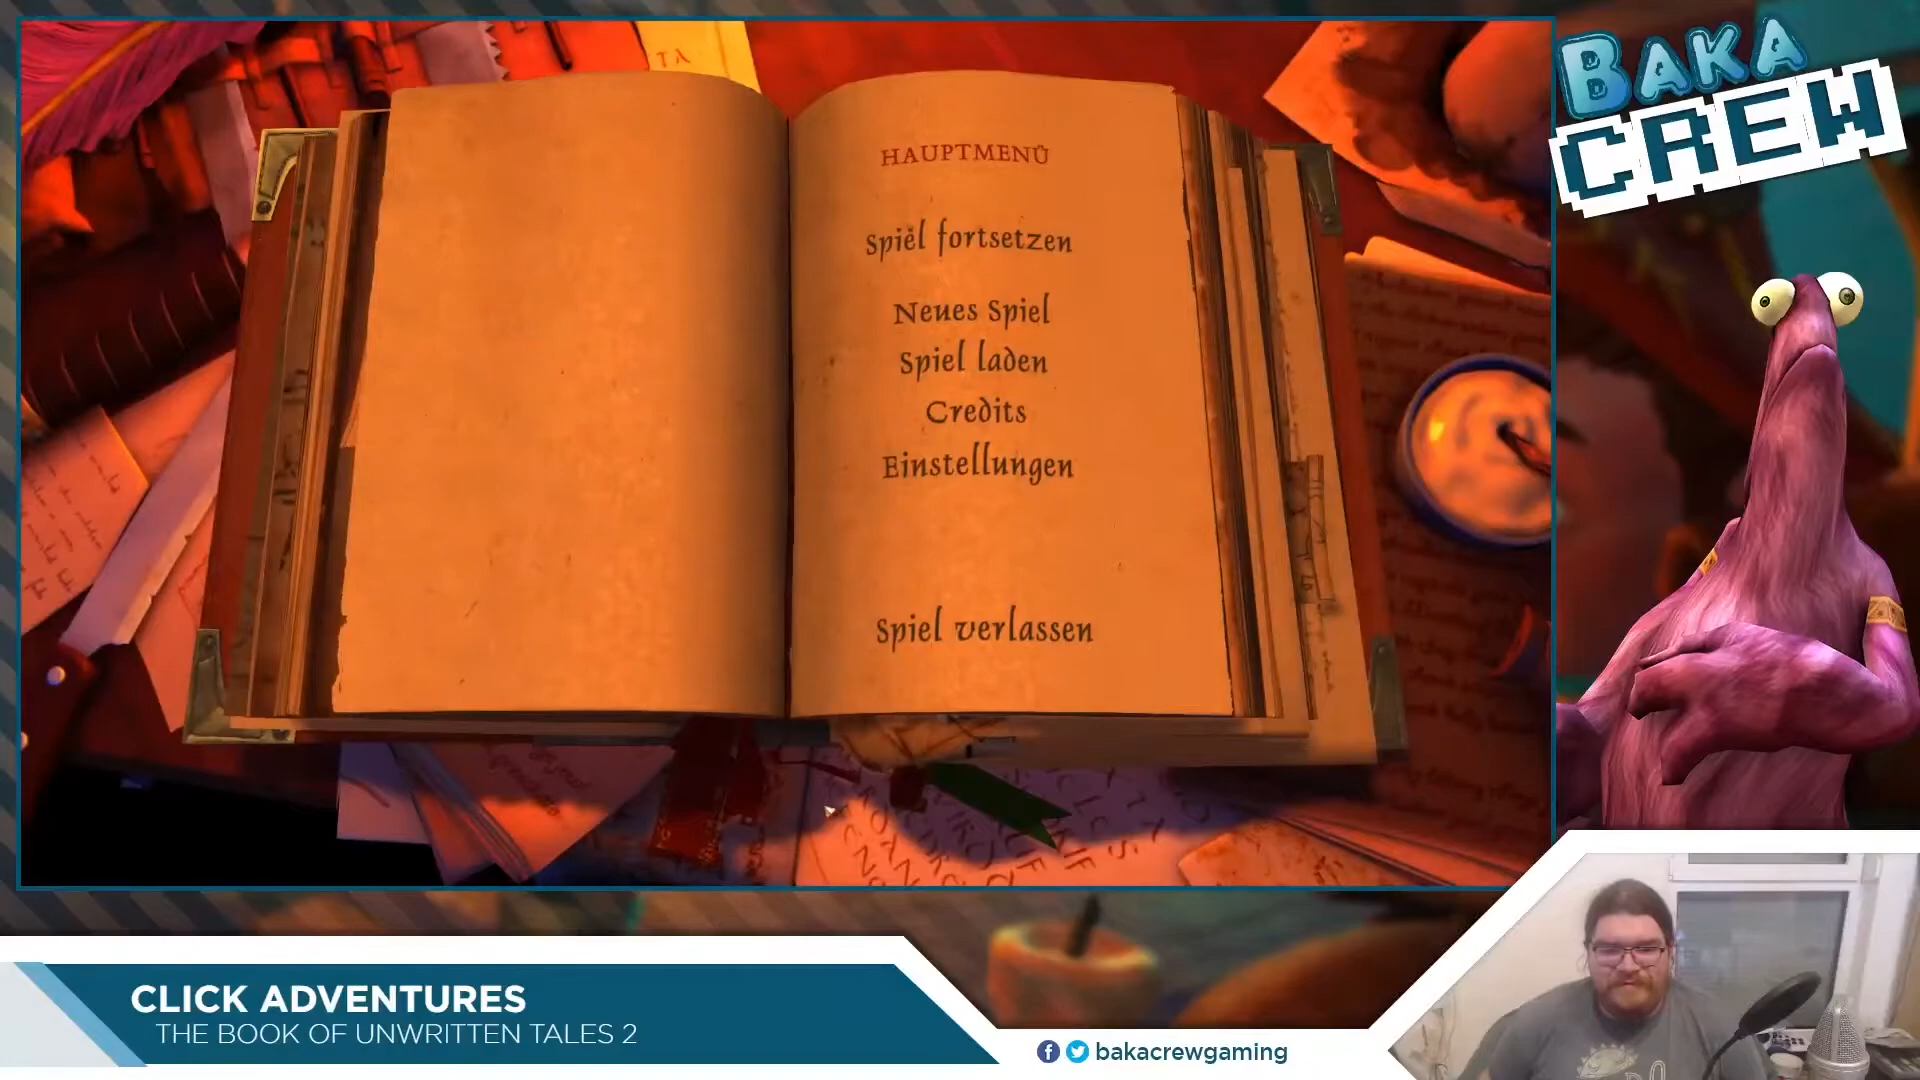 BAKA
CREW
HAUPTMENÜ
Spiel fortsetzen
Neues Spiel
Spiel laden
Credits
Einstellungen
Spiel verlassen
CLICK ADVENTURES
THE BOOK OF UNWRITTEN TALES 2
bakacrewgaming